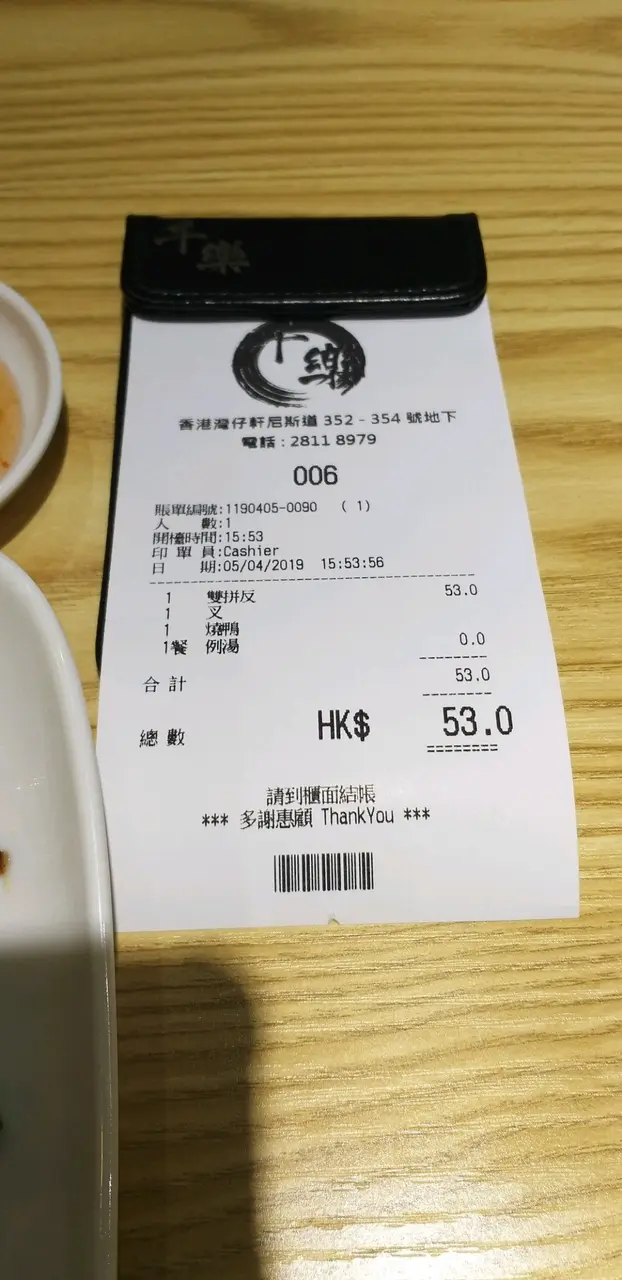 平
樂
香港灣仔軒尼斯道 352 - 354 號地下
電話 : 2811 8979
006
賬單編號:1190405-0090 ( 1)
人 數:1
開檯時間:15:53
印 單 員:Cashier
日 期:05/04/2019 15:53:56
1 雙拼反 53.0
1 叉
1 燒鴨
1餐 例湯 0.0
合 計 53.0
總 數 HK$ 53.0
請到櫃面結帳
*** 多謝惠顧 ThankYou ***